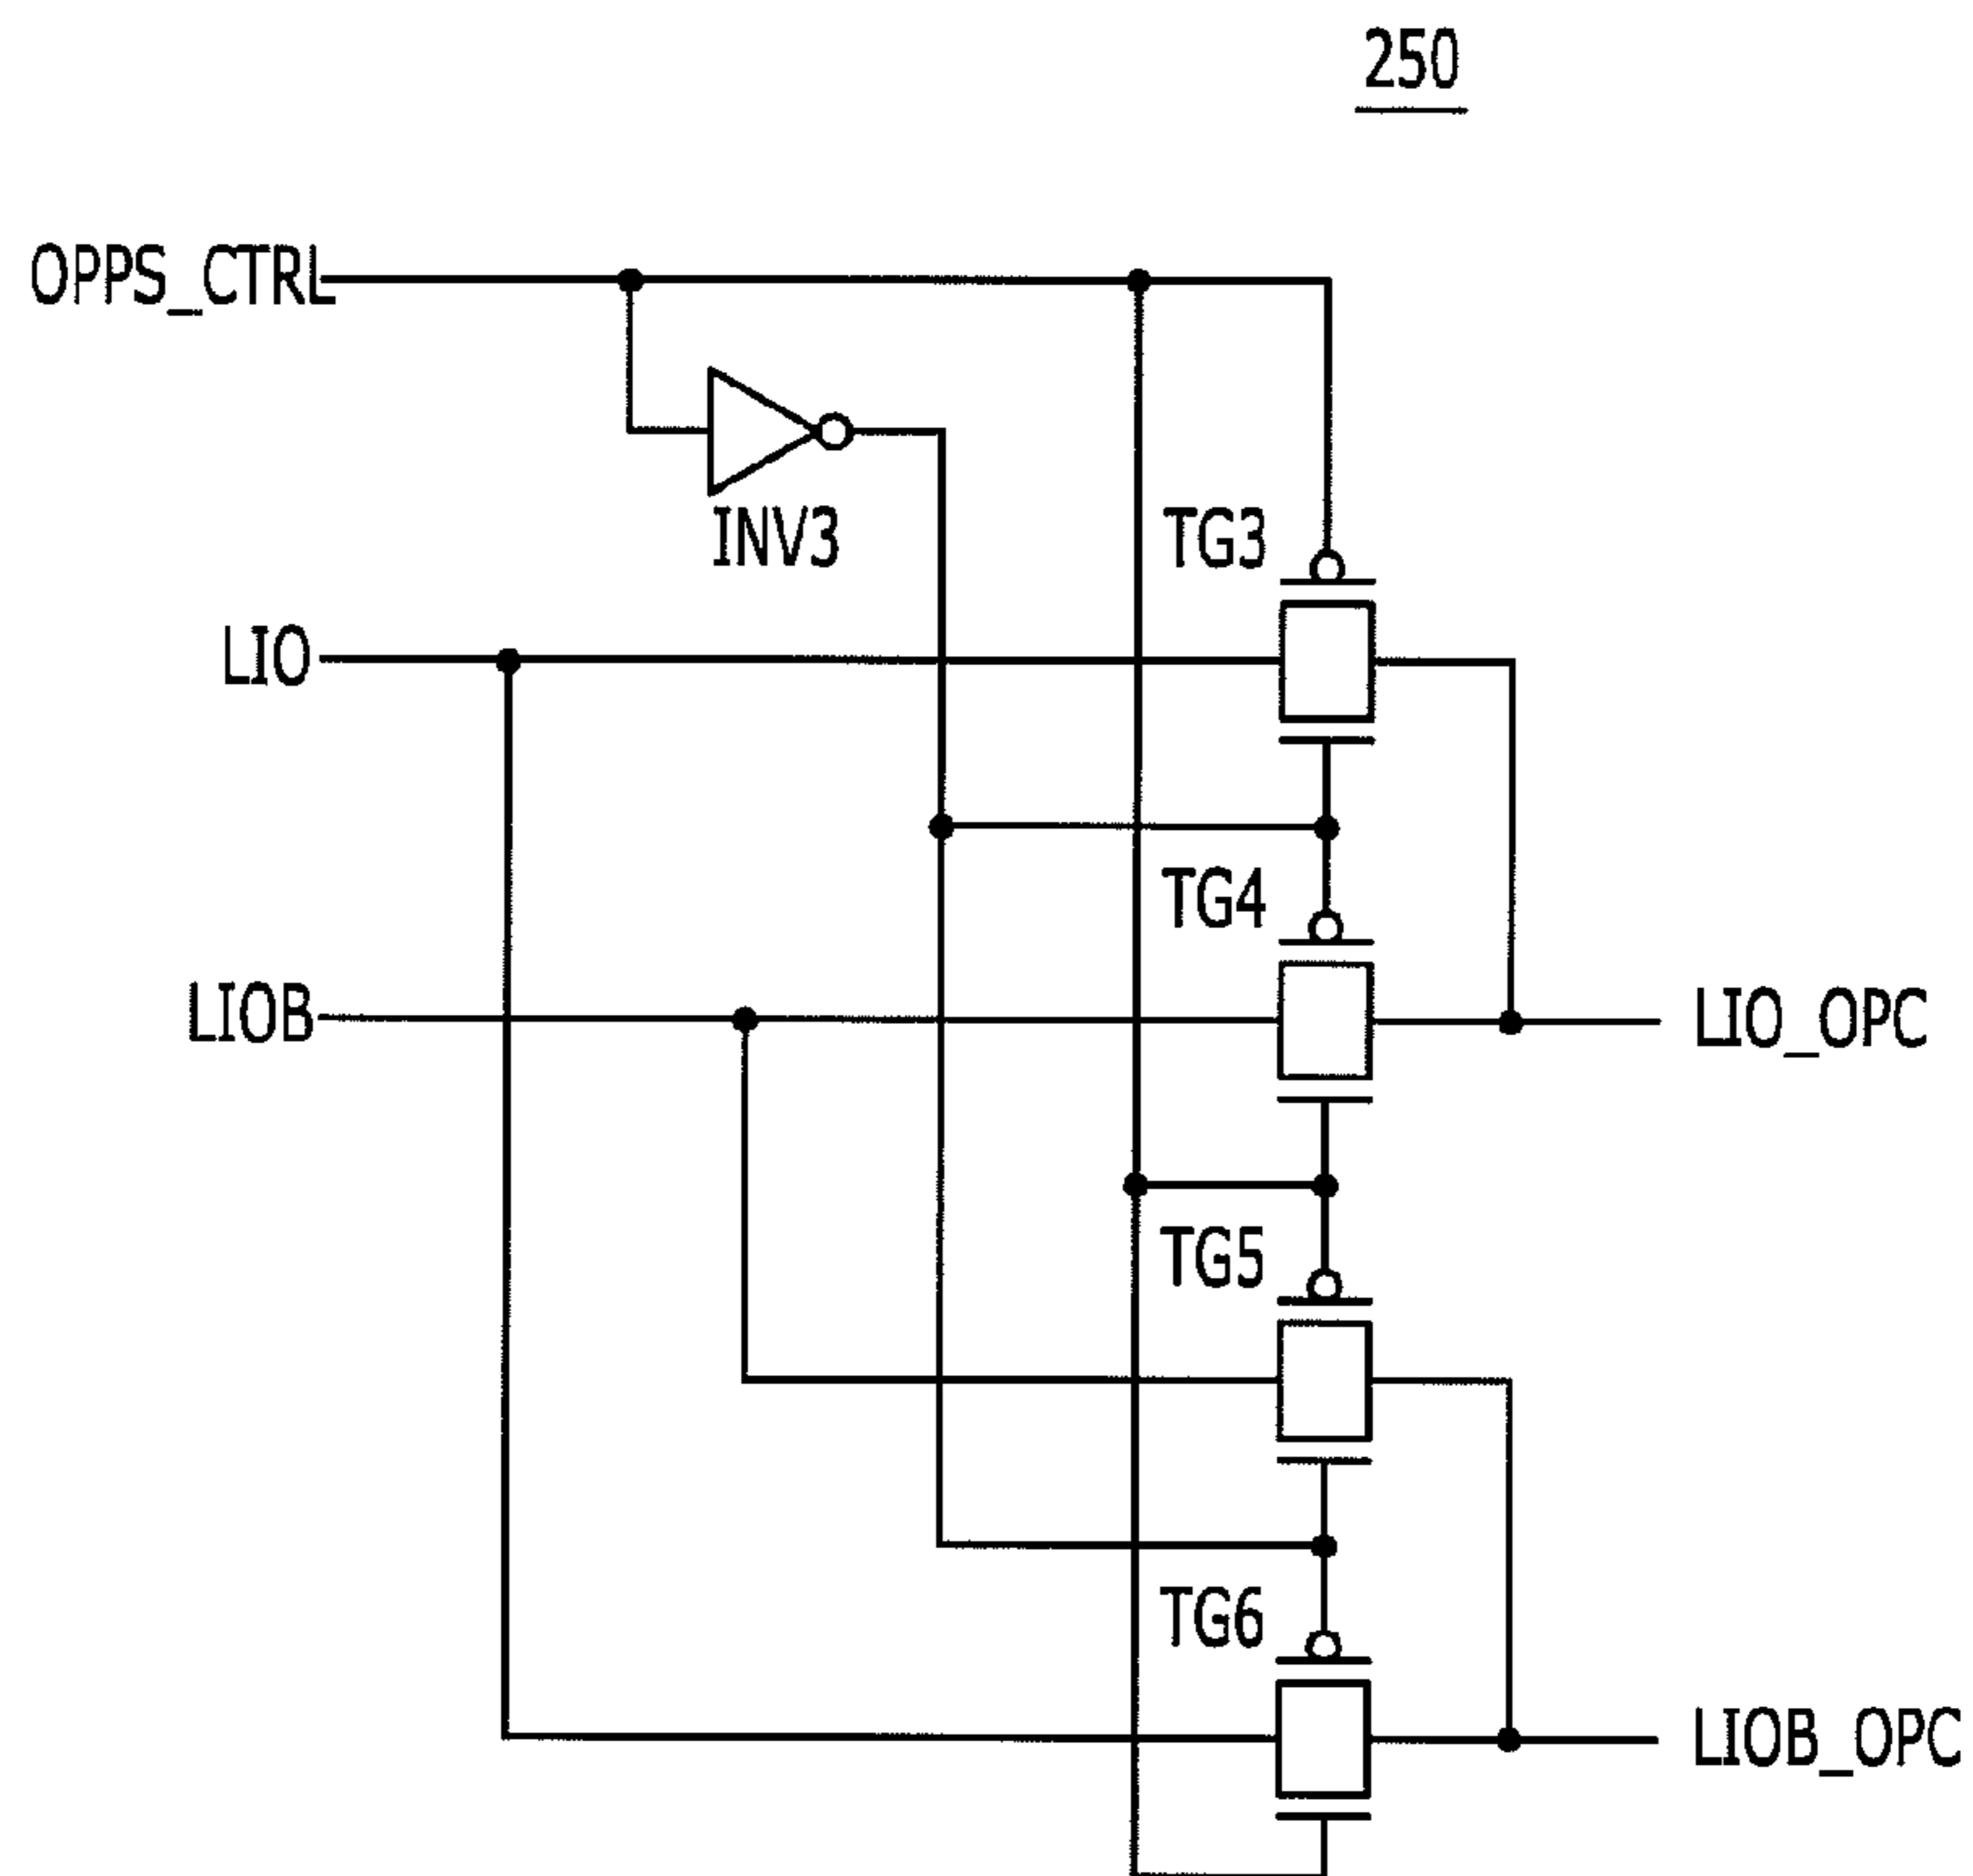 250
OPPS_CTRL
INV3
TG3
LIO
TG4
LIOB
LIO_OPC
TG5
TG6
LIOB_OPC